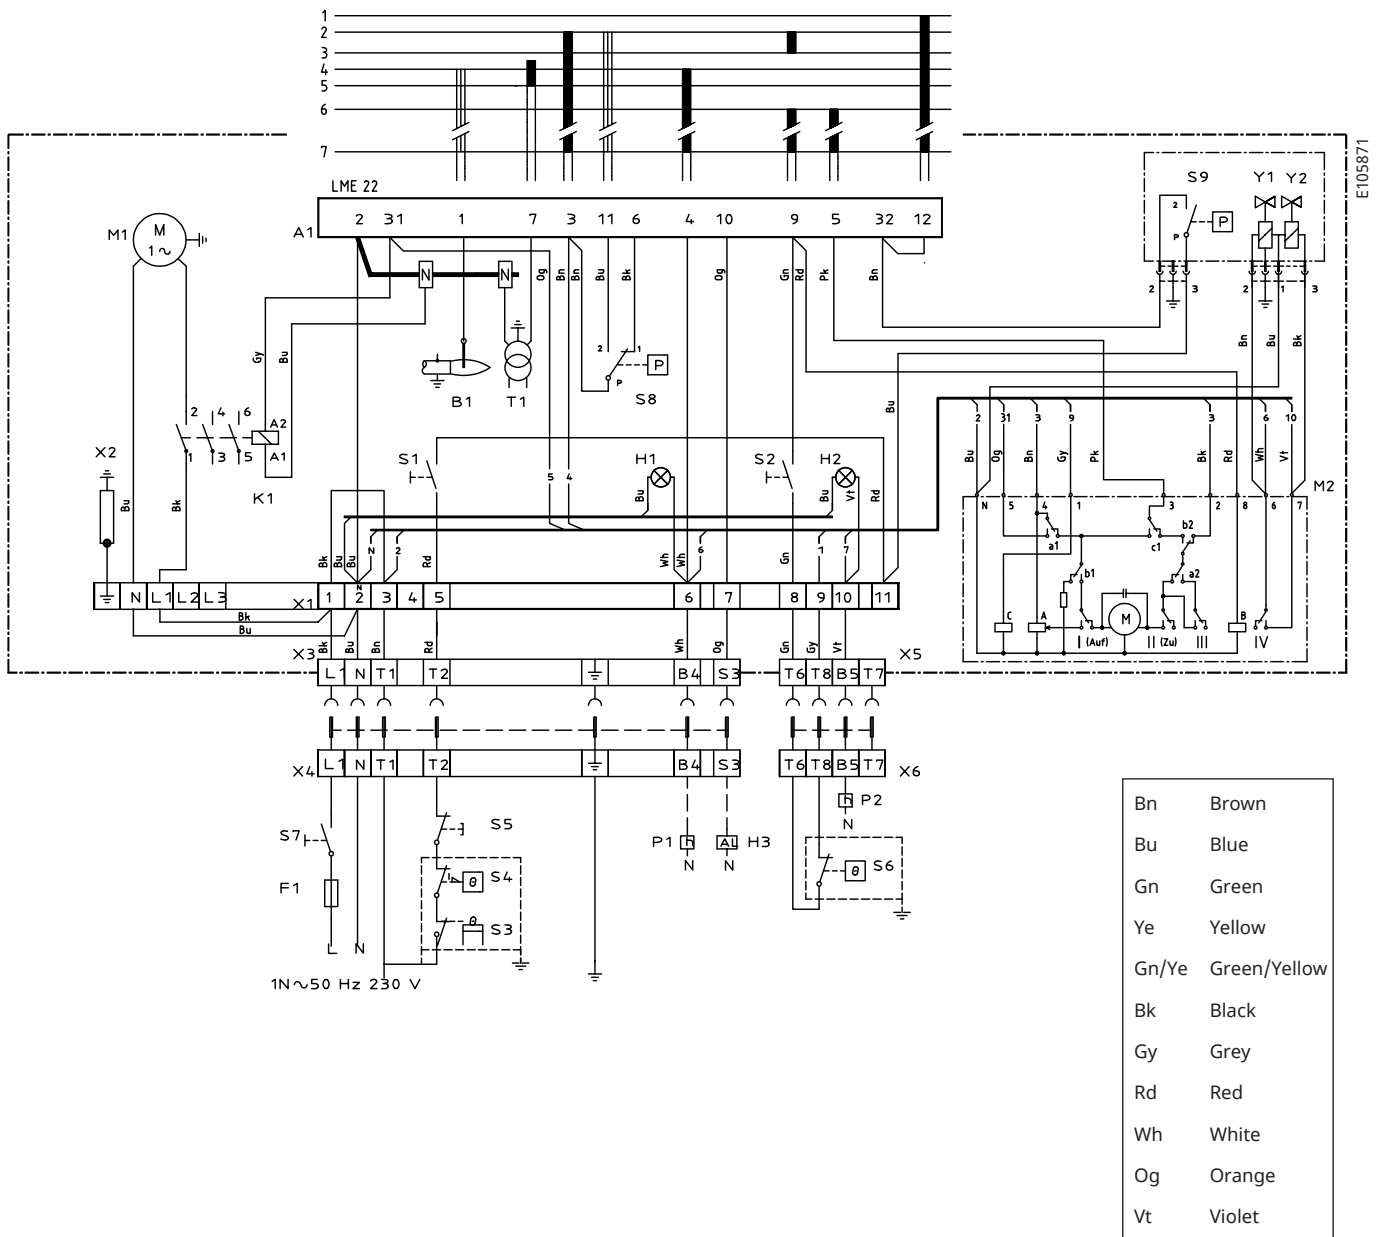 1
2
3
4
5
6
7
E105871
LME 22
A1
2 31 1 7 3 11 6 4 10 9 5 32 12
M1
M
1~
N N
Og Bn Bn Bu Bk Og Gn Rd Pk Bn
S9 Y1 Y2
2
P
P
2 3 2 1 3
Bn Bu Bk
Gy Bu
B1 T1
2 1
P
P
S8
Bu
2 4 6
A2
1 3 5
A1
K1
X2
S1
5 4
H1
Bu
S2
H2
Bu Vt Rd
2 31 3 9 3 6 10
Bu Og Bn Gy Pk Bk Rd Wh Vt
M2
N 5 4 1 3 2 8 6 7
a1 c1 b2
b1 a2
C A M B
I (Auf) II (Zu) III IV
Bu Bk
Bk Bu Bu N 2 Rd Wh Wh 6 Gn 1 7
N L1 L2 L3
X1
N
1 2 3 4 5 6 7 8 9 10 11
Bk
Bu
Bk Bu Bn Rd Wh Og Gn Gy Vt
X3
L1 N T1 T2 B4 S3 T6 T8 B5 T7
X5
X4
L1 N T1 T2 B4 S3 T6 T8 B5 T7
X6
S7
S5
h P2
N
P1 h
N
AL H3
N
F1
S4
θ
S6
θ
S3
θ
L N
1N~50 Hz 230 V
Bn Brown
Bu Blue
Gn Green
Ye Yellow
Gn/Ye Green/Yellow
Bk Black
Gy Grey
Rd Red
Wh White
Og Orange
Vt Violet